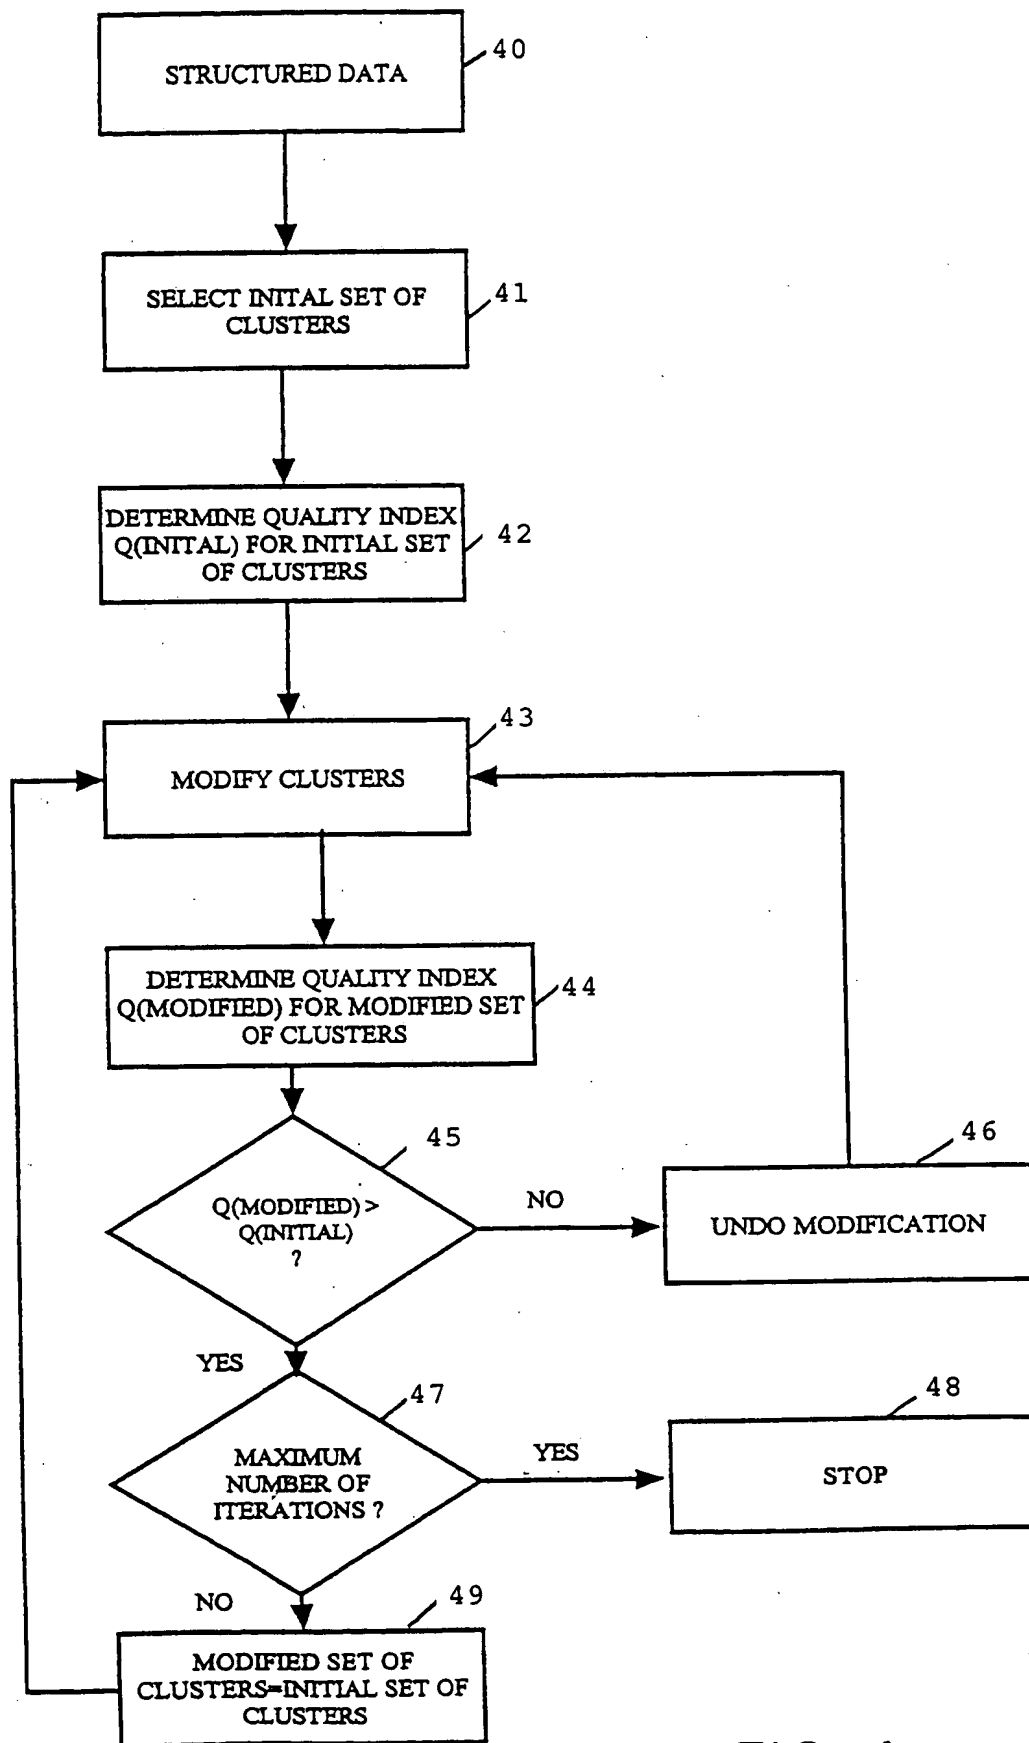 STRUCTURED DATA
40
SELECT INITAL SET OF
CLUSTERS
41
DETERMINE QUALITY INDEX
Q(INITAL) FOR INITIAL SET
OF CLUSTERS
42
43
MODIFY CLUSTERS
DETERMINE QUALITY INDEX
Q(MODIFIED) FOR MODIFIED SET
OF CLUSTERS
44
45
Q(MODIFIED) >
Q(INITIAL)
?
NO
46
UNDO MODIFICATION
YES
47
MAXIMUM
NUMBER OF
ITERATIONS ?
YES
48
STOP
NO
49
MODIFIED SET OF
CLUSTERS=INITIAL SET OF
CLUSTERS